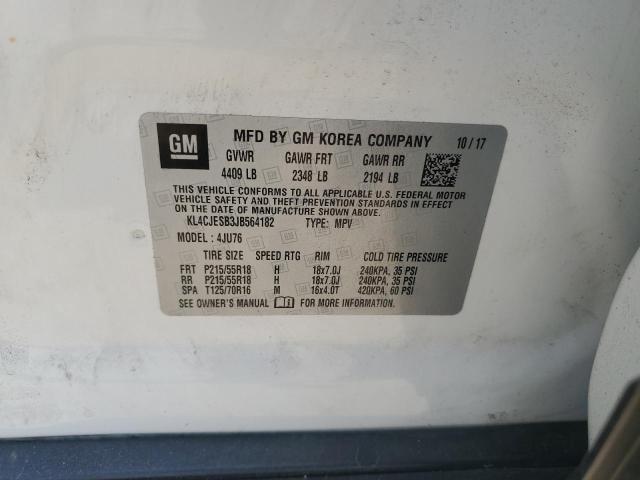 GM MFD BY GM KOREA COMPANY 10/17
GVWR GAWR FRT GAWR RR
4409 LB 2348 LB 2194 LB
THIS VEHICLE CONFORMS TO ALL APPLICABLE U.S. FEDERAL MOTOR
VEHICLE SAFETY AND THEFT PREVENTION STANDARDS IN EFFECT
ON THE DATE OF MANUFACTURE SHOWN ABOVE.
KL4CJESB3JB564182 TYPE: MPV
MODEL : 4JU76
TIRE SIZE SPEED RTG RIM COLD TIRE PRESSURE
FRT P215/55R18 H 18x7.0J 240KPA, 35 PSI
RR P215/55R18 H 18x7.0J 240KPA, 35 PSI
SPA T125/70R16 M 16x4.0T 420KPA, 60 PSI
SEE OWNER'S MANUAL FOR MORE INFORMATION.